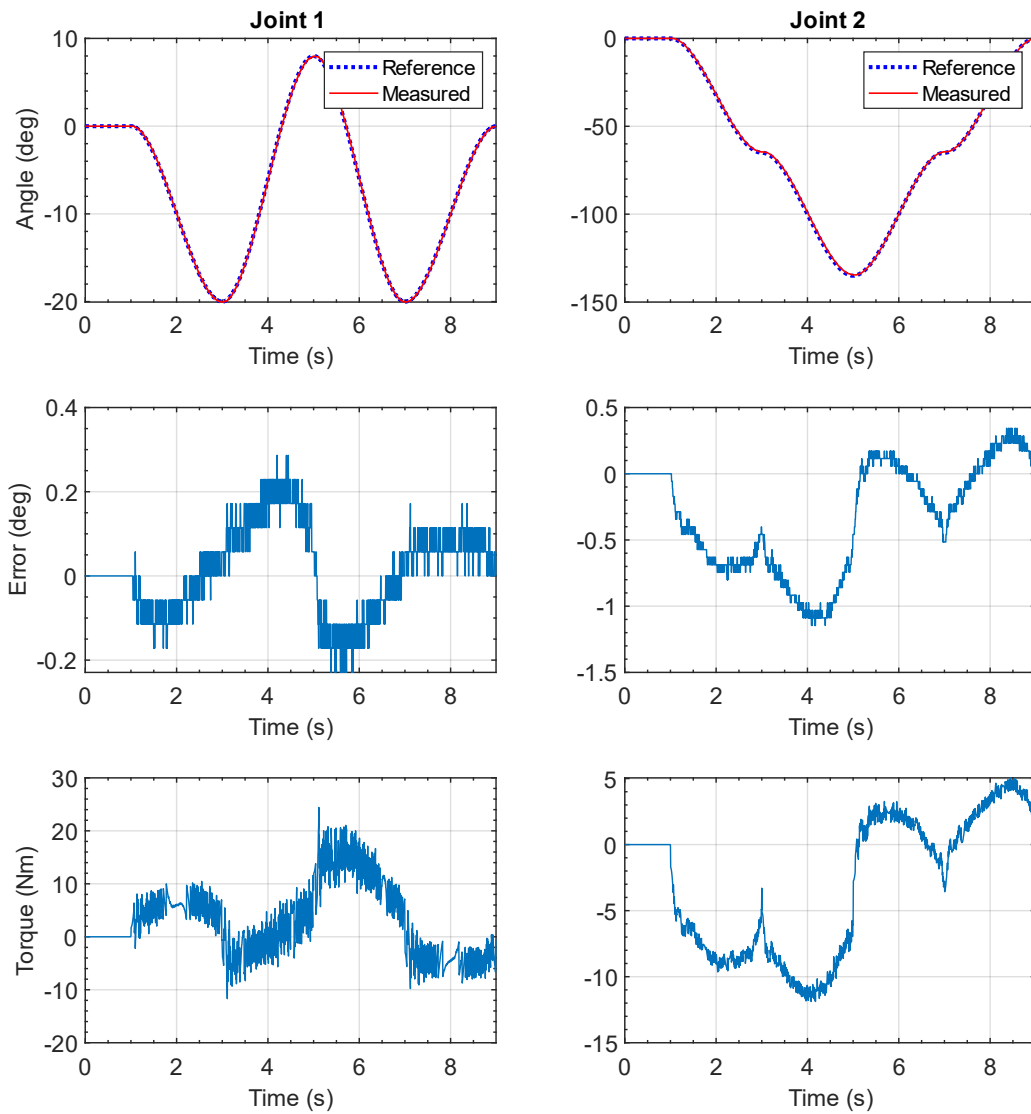 Joint 1
10
0
-10
-20
Angle (deg)
Reference
Measured
0 2 4 6 8
Time (s)
Joint 2
0
-50
-100
-150
Reference
Measured
0 2 4 6 8
Time (s)
0.4
0.2
0
-0.2
Error (deg)
0 2 4 6 8
Time (s)
0.5
0
-0.5
-1
-1.5
0 2 4 6 8
Time (s)
30
20
10
0
-10
-20
Torque (Nm)
0 2 4 6 8
Time (s)
5
0
-5
-10
-15
0 2 4 6 8
Time (s)